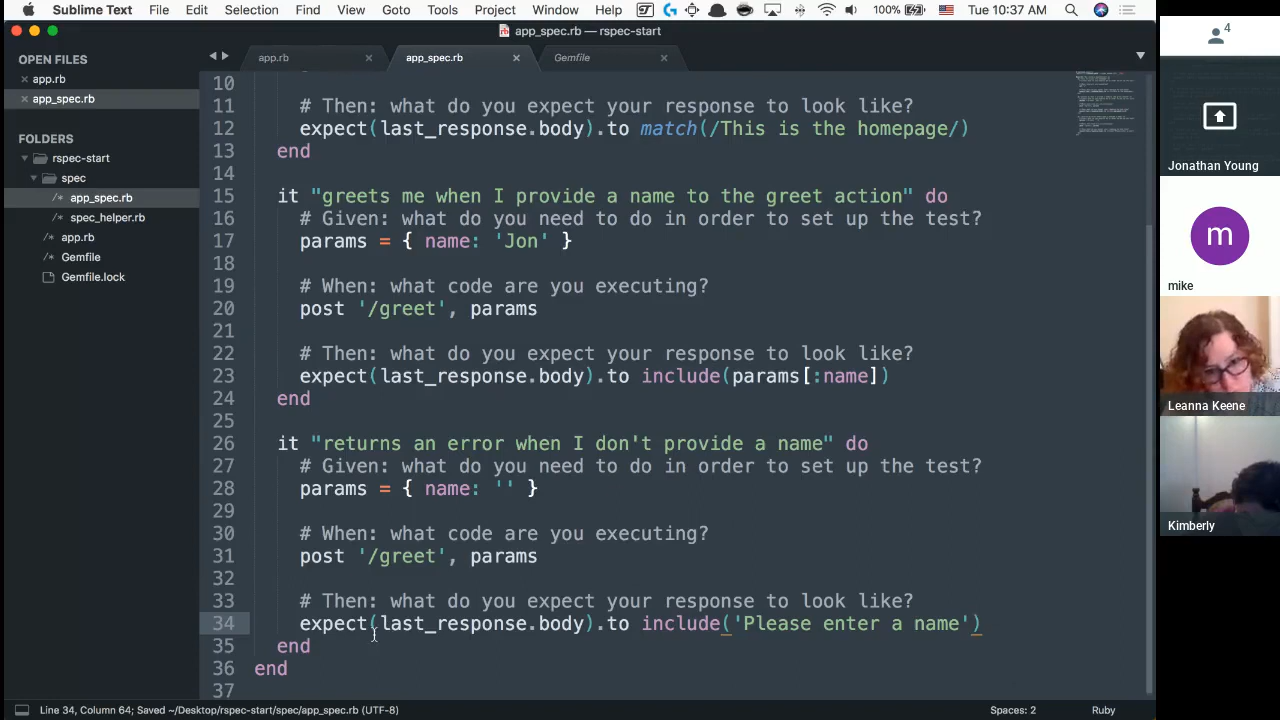 Sublime Text File Edit Selection Find View Goto Tools Project Window Help 100% Tue 10:37 AM
app_spec.rb — rspec-start
OPEN FILES
app.rb
app_spec.rb
FOLDERS
rspec-start
spec
/* app_spec.rb
/* spec_helper.rb
/* app.rb
/* Gemfile
Gemfile.lock
app.rb app_spec.rb Gemfile
10
11 # Then: what do you expect your response to look like?
12 expect(last_response.body).to match(/This is the homepage/)
13 end
14
15 it "greets me when I provide a name to the greet action" do
16 # Given: what do you need to do in order to set up the test?
17 params = { name: 'Jon' }
18
19 # When: what code are you executing?
20 post '/greet', params
21
22 # Then: what do you expect your response to look like?
23 expect(last_response.body).to include(params[:name])
24 end
25
26 it "returns an error when I don't provide a name" do
27 # Given: what do you need to do in order to set up the test?
28 params = { name: '' }
29
30 # When: what code are you executing?
31 post '/greet', params
32
33 # Then: what do you expect your response to look like?
34 expect(last_response.body).to include('Please enter a name')
35 end
36 end
37
Line 34, Column 64; Saved ~/Desktop/rspec-start/spec/app_spec.rb (UTF-8) Spaces: 2 Ruby
4
Jonathan Young
m
mike
Leanna Keene
Kimberly